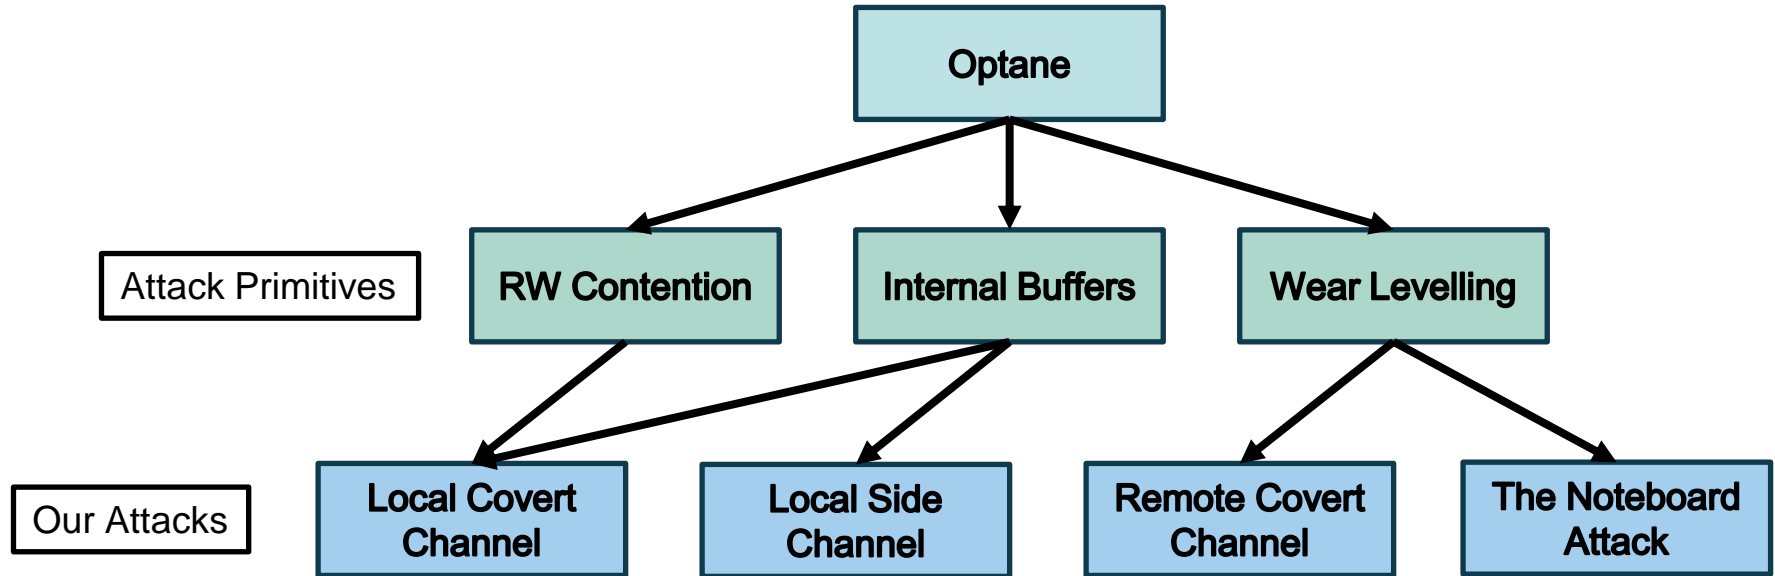 Optane
Attack Primitives
RW Contention
Internal Buffers
Wear Levelling
Our Attacks
Local Covert
Channel
Local Side
Channel
Remote Covert
Channel
The Noteboard
Attack